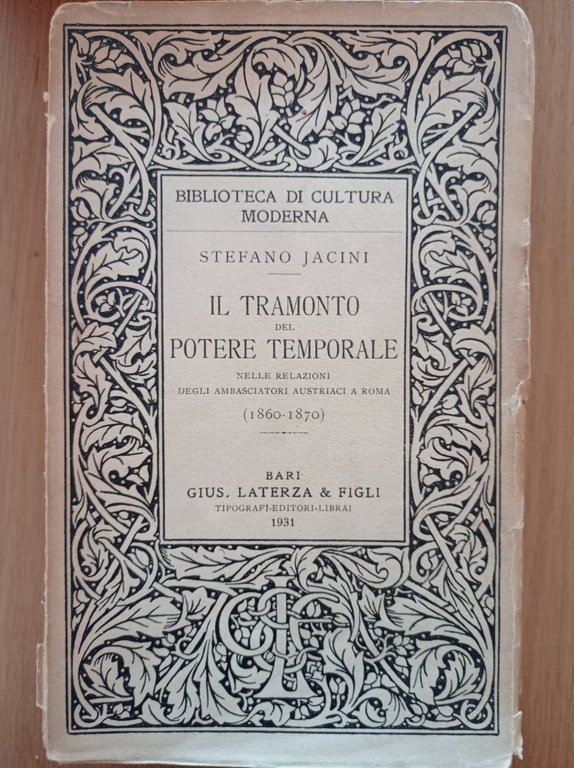 BIBLIOTECA DI CULTURA
MODERNA
STEFANO JACINI
IL TRAMONTO
DEL
POTERE TEMPORALE
NELLE RELAZIONI
DEGLI AMBASCIATORI AUSTRIACI A ROMA
(1860-1870)
BARI
GIUS. LATERZA & FIGLI
TIPOGRAFI-EDITORI-LIBRAI
1931